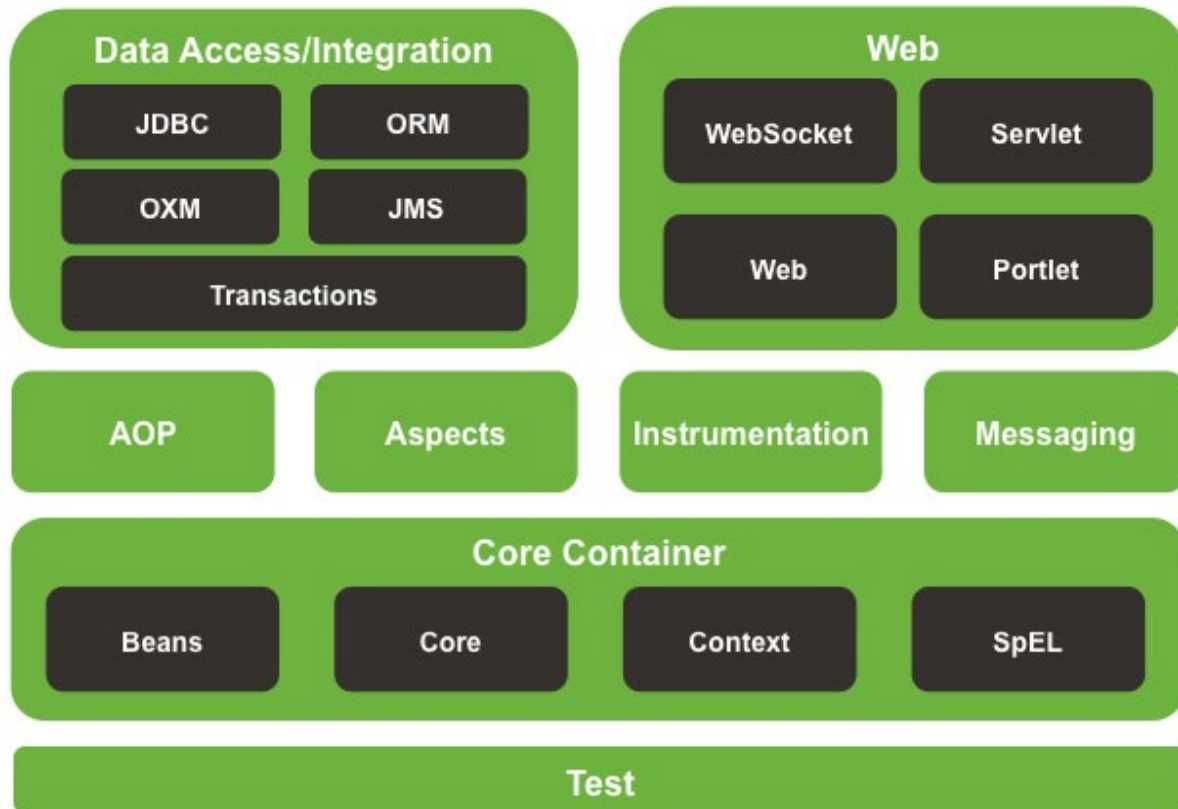 Data Access/Integration
JDBC
ORM
OXM
JMS
Transactions
Web
WebSocket
Servlet
Web
Portlet
AOP
Aspects
Instrumentation
Messaging
Core Container
Beans
Core
Context
SpEL
Test